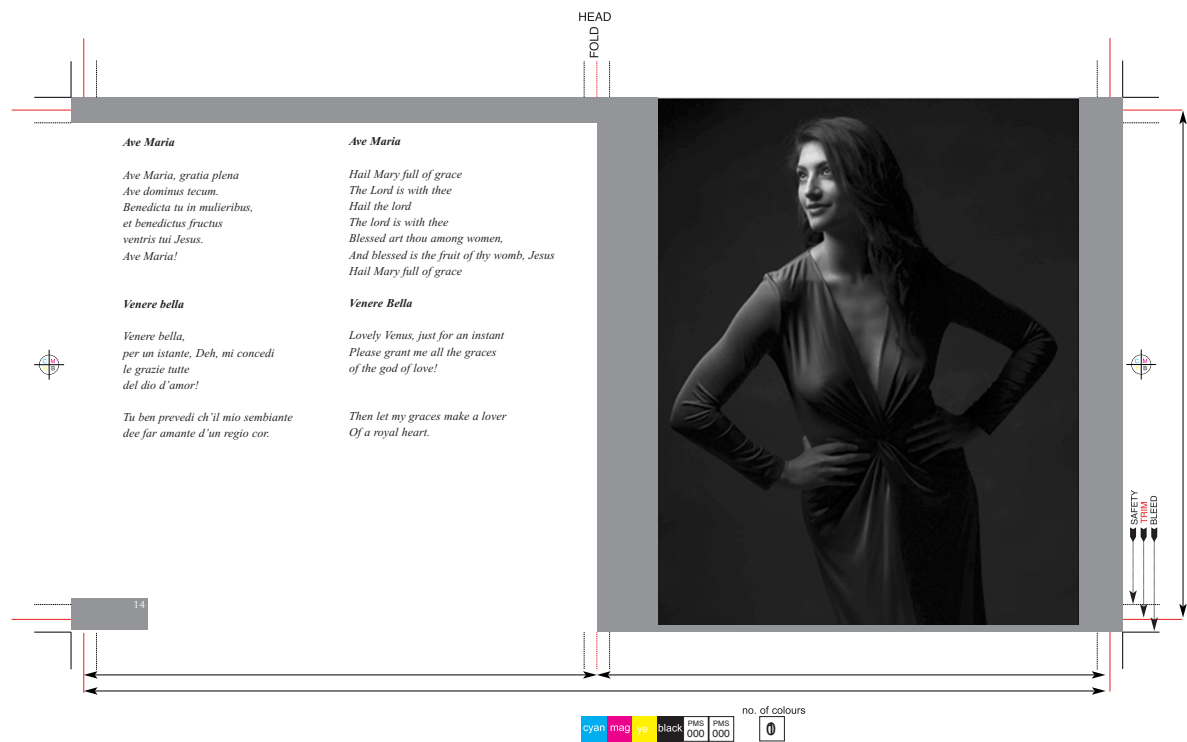 HEAD
FOLD
Ave Maria
Ave Maria, gratia plena
Ave dominus tecum.
Benedicta tu in mulieribus,
et benedictus fructus
ventris tui Jesus.
Ave Maria!
Venere bella
Venere bella,
per un istante, Deh, mi concedi
le grazie tutte
del dio d'amor!
Tu ben prevedi ch'il mio sembiante
dee far amante d'un regio cor.
Ave Maria
Hail Mary full of grace
The Lord is with thee
Hail the lord
The lord is with thee
Blessed art thou among women,
And blessed is the fruit of thy womb, Jesus
Hail Mary full of grace
Venere Bella
Lovely Venus, just for an instant
Please grant me all the graces
of the god of love!
Then let my graces make a lover
Of a royal heart.
14
C M
B
C M
B
SAFETY
TRIM
BLEED
no. of colours
cyan mag ye black PMS 000 PMS 000